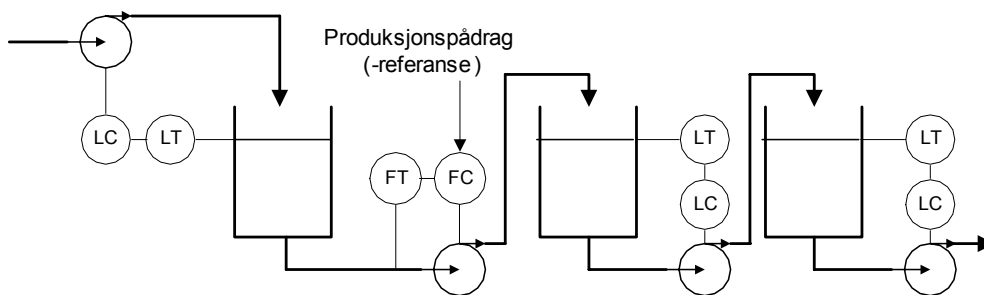 Produksjonspådrag
(-referanse)
LC
LT
FT
FC
LT
LC
LT
LC